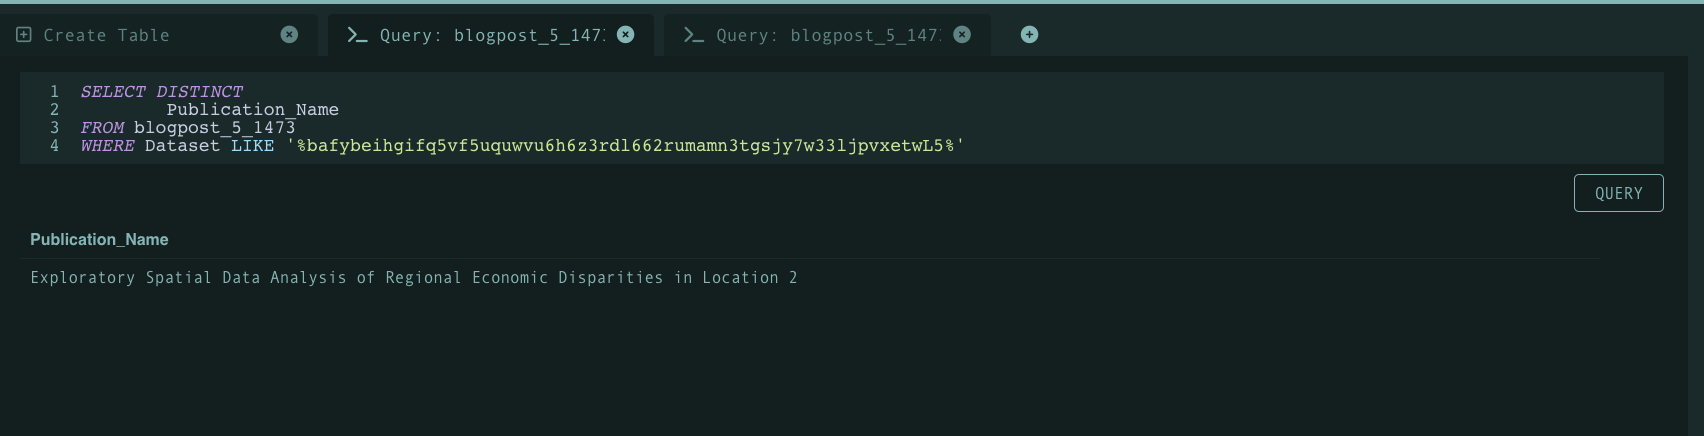 Create Table
Query: blogpost_5_147
Query: blogpost_5_147
1 SELECT DISTINCT
2 Publication_Name
3 FROM blogpost_5_1473
4 WHERE Dataset LIKE '%bafybeihgifq5vf5uquwvu6h6z3rdl662rumamn3tgsjy7w33ljpvxetwL5%'
QUERY
Publication_Name
Exploratory Spatial Data Analysis of Regional Economic Disparities in Location 2